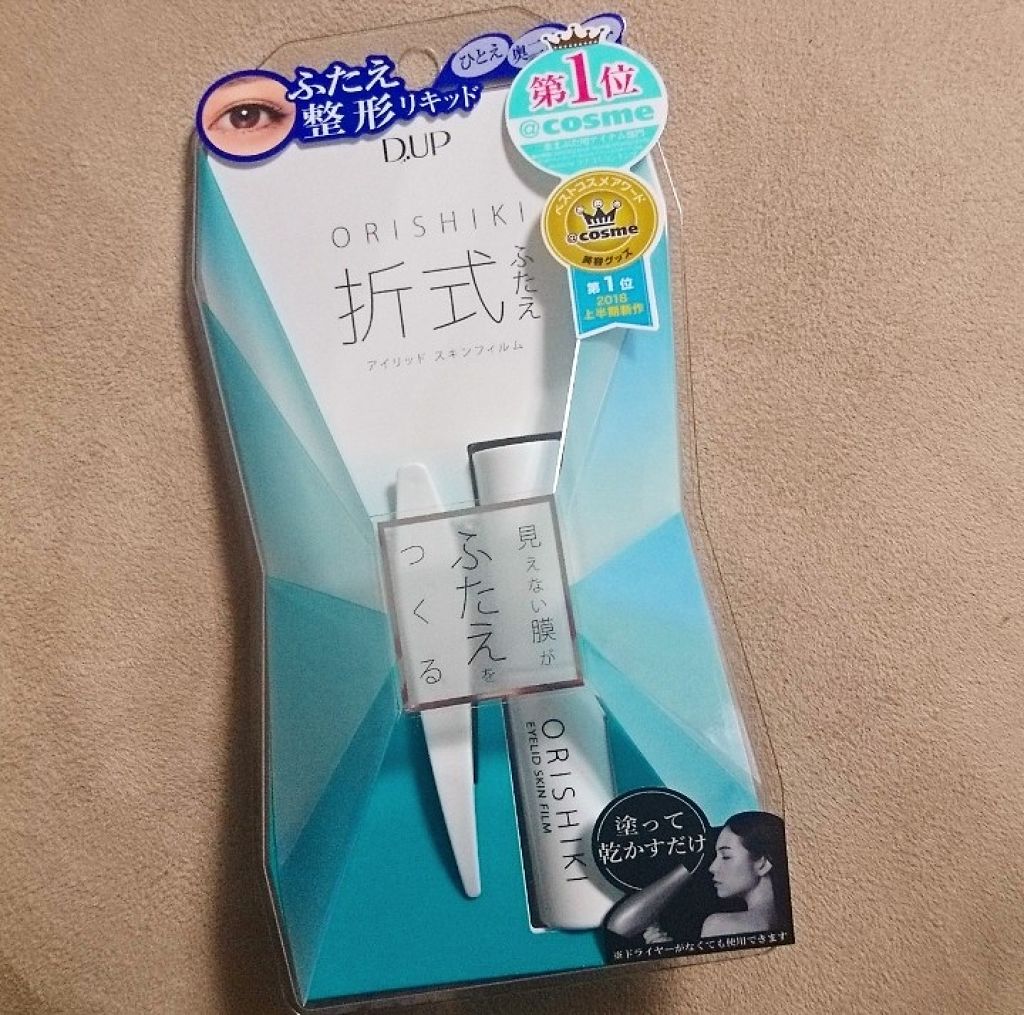 ひとえ
奥二
ふたえ
整形リキッド
D.UP
第1位
@cosme
ORISHIKI
折式
ふたえ
アイリッド スキンフィルム
ベストコスメアワード
@cosme
美容グッズ
第1位
2018
上半期新作
見えない膜が
ふたえを
つくる
ORISHIKI
EYELID SKIN FILM
塗って
乾かすだけ
※ドライヤーがなくても使用できます